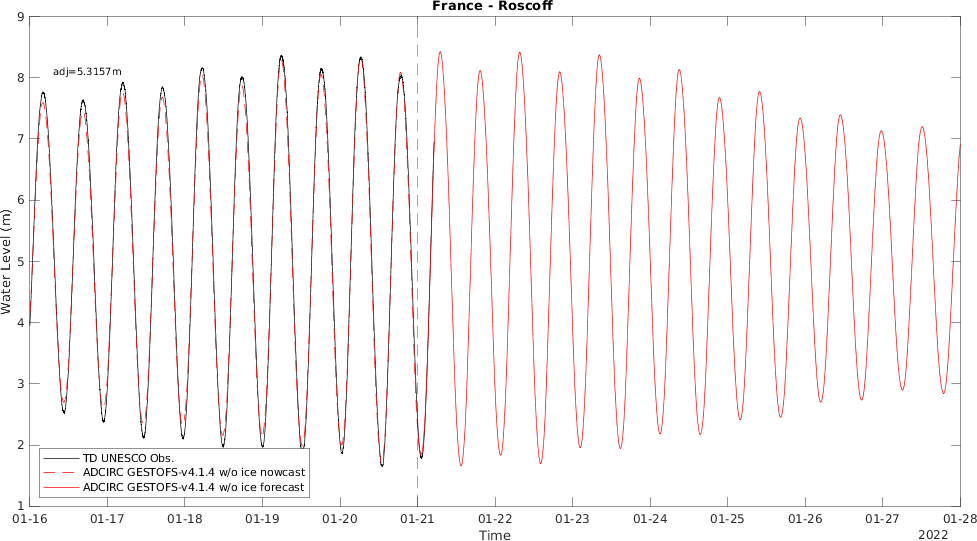 France - Roscoff
9
8
7
6
5
4
3
2
1
Water Level (m)
adj=5.3157m
TD UNESCO Obs.
ADCIRC GESTOFS-v4.1.4 w/o ice nowcast
ADCIRC GESTOFS-v4.1.4 w/o ice forecast
01-16 01-17 01-18 01-19 01-20 01-21 01-22 01-23 01-24 01-25 01-26 01-27 01-28
Time
2022